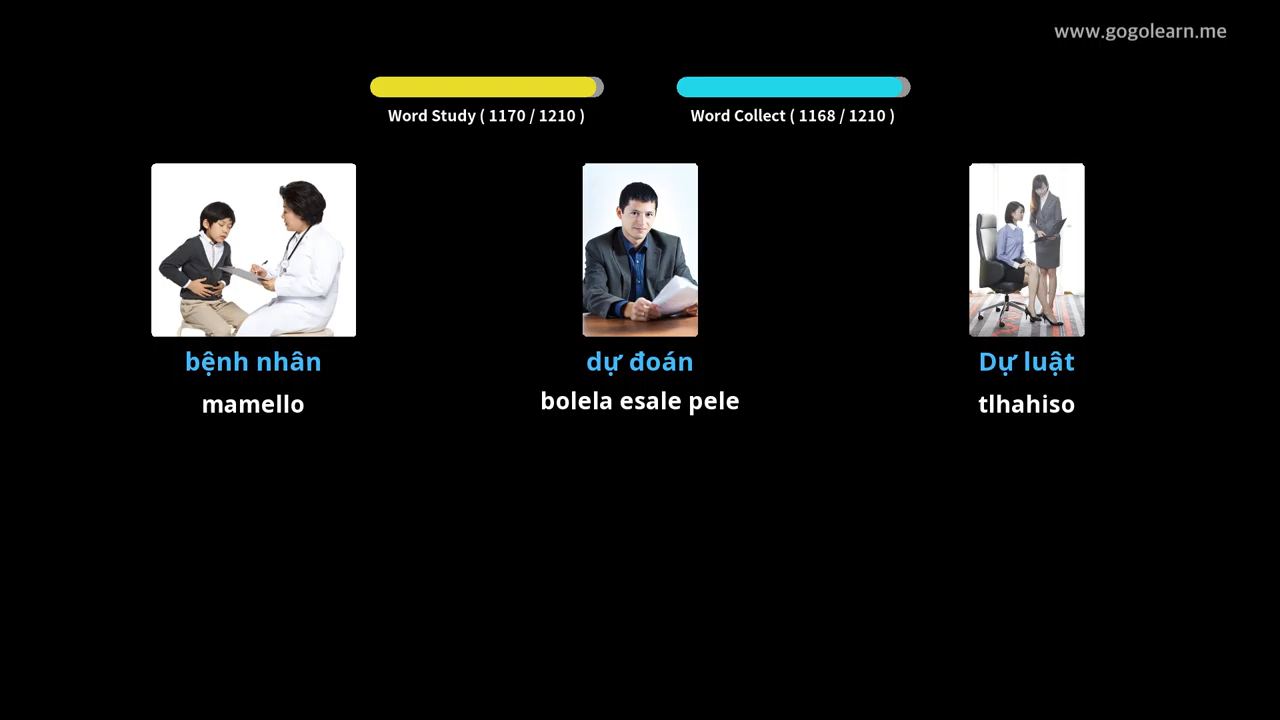 www.gogolearn.me
Word Study ( 1170 / 1210 )
Word Collect ( 1168 / 1210 )
bệnh nhân
dự đoán
Dự luật
mamello
bolela esale pele
tlhahiso